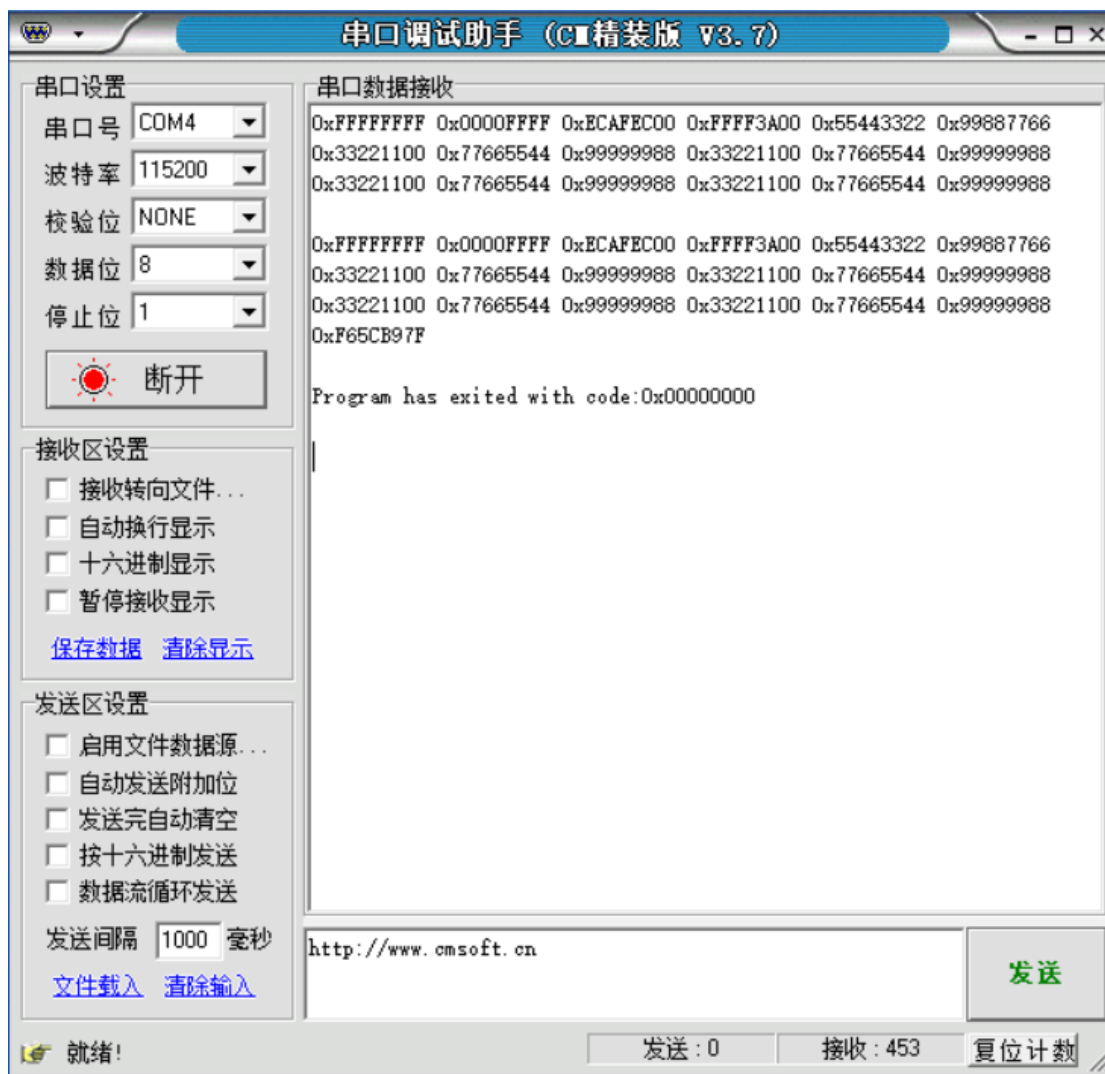 串口调试助手 (CM精装版 V3.7)
串口设置
串口号 COM4
波特率 115200
校验位 NONE
数据位 8
停止位 1
断开
接收区设置
接收转向文件...
自动换行显示
十六进制显示
暂停接收显示
保存数据 清除显示
发送区设置
启用文件数据源...
自动发送附加位
发送完自动清空
按十六进制发送
数据流循环发送
发送间隔 1000 毫秒
文件载入 清除输入
串口数据接收
0xFFFFFFFF 0x0000FFFF 0xECAFEC00 0xFFFF3A00 0x55443322 0x99887766
0x33221100 0x77665544 0x99999988 0x33221100 0x77665544 0x99999988
0x33221100 0x77665544 0x99999988 0x33221100 0x77665544 0x99999988
0xFFFFFFFF 0x0000FFFF 0xECAFEC00 0xFFFF3A00 0x55443322 0x99887766
0x33221100 0x77665544 0x99999988 0x33221100 0x77665544 0x99999988
0x33221100 0x77665544 0x99999988 0x33221100 0x77665544 0x99999988
0xF65CB97F
Program has exited with code:0x00000000
http://www.cmsoft.cn
发送
就绪!
发送:0
接收:453
复位计数